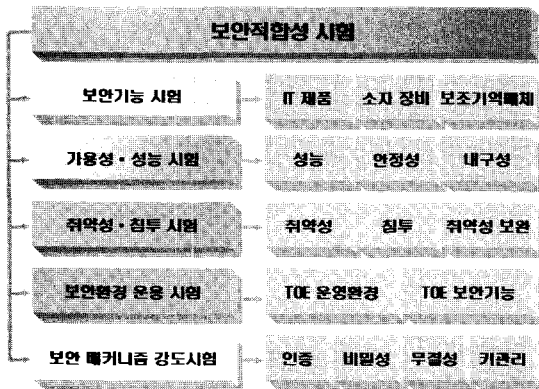 보안적합성 시험
보안기능 시험 IT 제품 소자 장비 보조기억매체
가용성·성능 시험 성능 안정성 내구성
취약성·침투 시험 취약성 침투 취약성 보완
보안환경 운용 시험 TOE 운영환경 TOE 보안기능
보안 메커니즘 강도시험 인증 비밀성 무결성 키관리